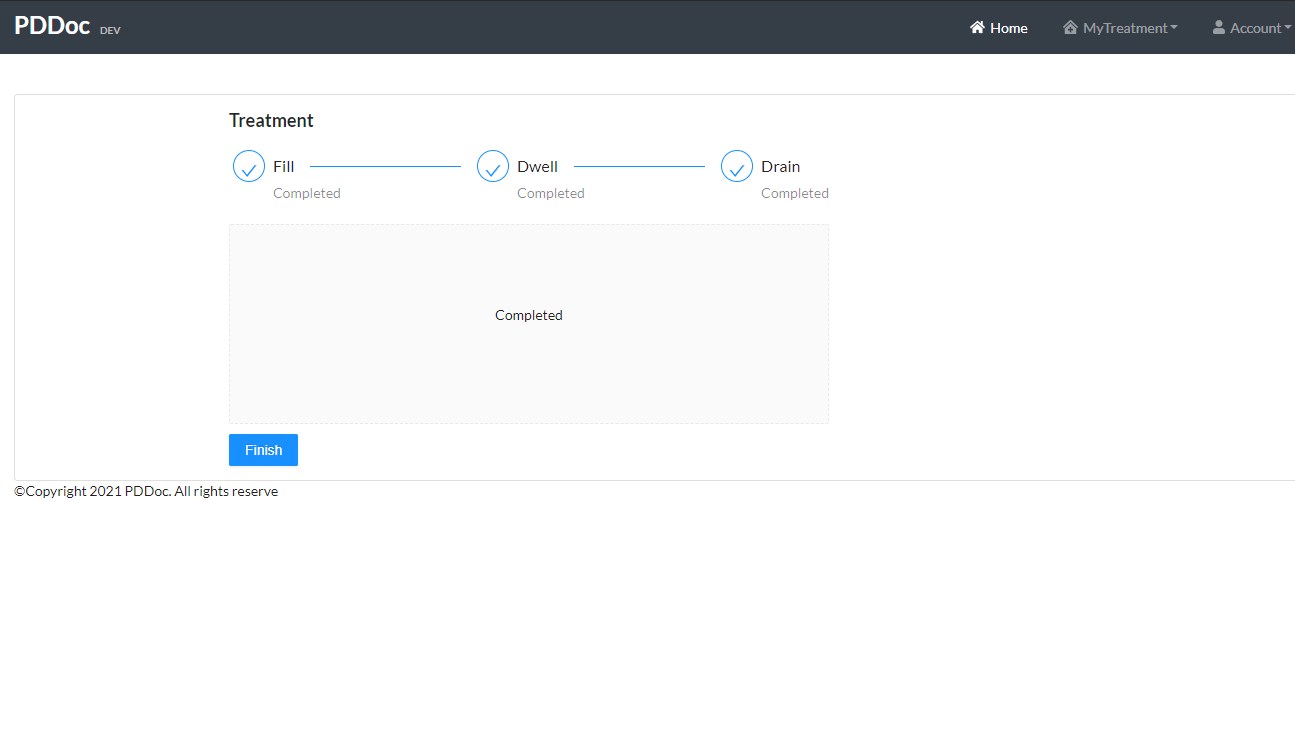 PDDoc DEV Home MyTreatment Account
Treatment
Fill Dwell Drain
Completed Completed Completed
Completed
Finish
©Copyright 2021 PDDoc. All rights reserve